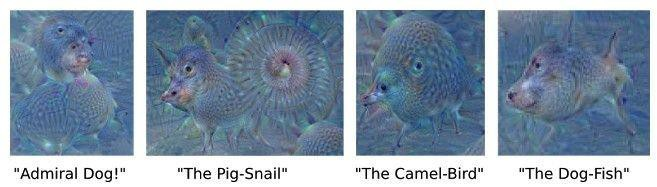 "Admiral Dog!" "The Pig-Snail" "The Camel-Bird" "The Dog-Fish"